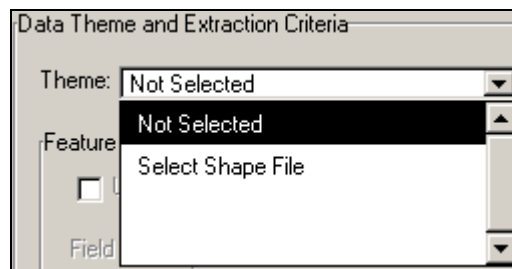 Data Theme and Extraction Criteria
Theme: Not Selected
Not Selected
Feature
Select Shape File
Field